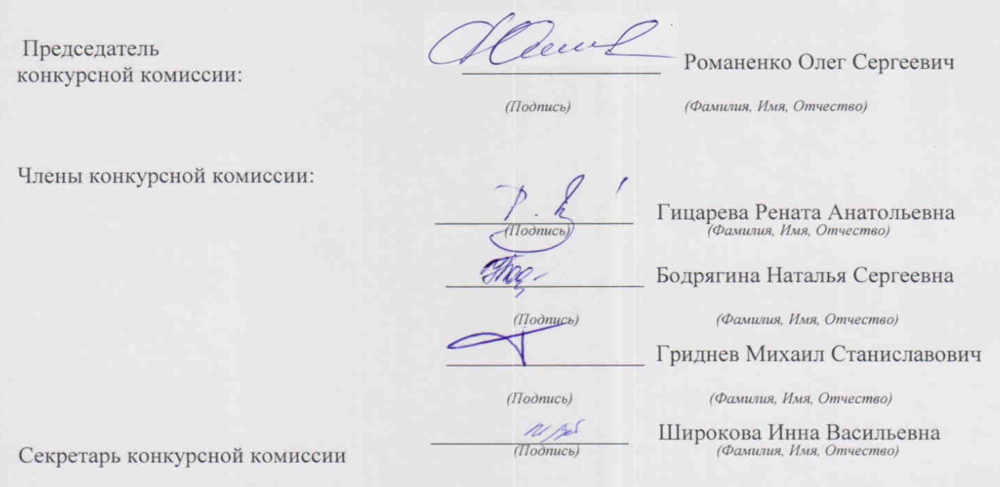 Председатель
конкурсной комиссии:
Романенко Олег Сергеевич
(Подпись) (Фамилия, Имя, Отчество)
Члены конкурсной комиссии:
Гицарева Рената Анатольевна
(Подпись) (Фамилия, Имя, Отчество)
Бодрягина Наталья Сергеевна
(Подпись) (Фамилия, Имя, Отчество)
Гриднев Михаил Станиславович
(Подпись) (Фамилия, Имя, Отчество)
Широкова Инна Васильевна
(Подпись) (Фамилия, Имя, Отчество)
Секретарь конкурсной комиссии